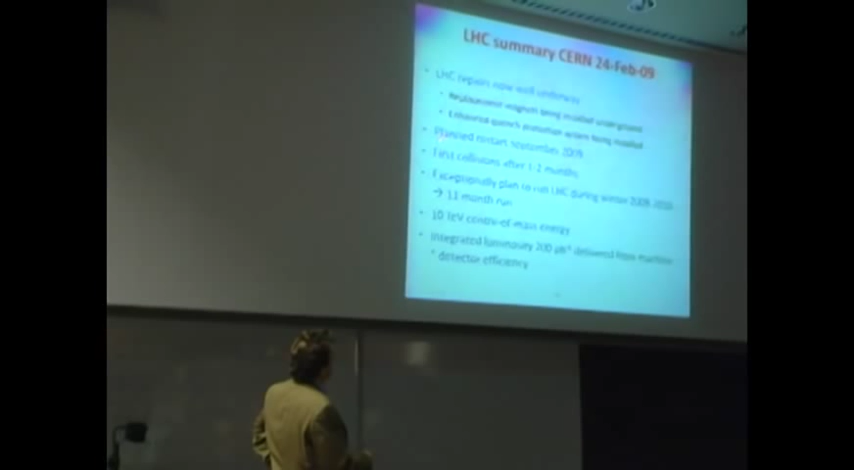 LHC summary CERN 24-Feb-09
• LHC repairs now well underway
• Replacement magnets being installed underground
• Enhanced quench protection system being installed
• Planned restart September 2009
• First collisions after 1-2 months
• Exceptionally plan to run LHC during winter 2009-2010
→ 11 month run
• 10 TeV centre-of-mass energy
• Integrated luminosity 200 pb⁻¹ delivered from machine
* detector efficiency